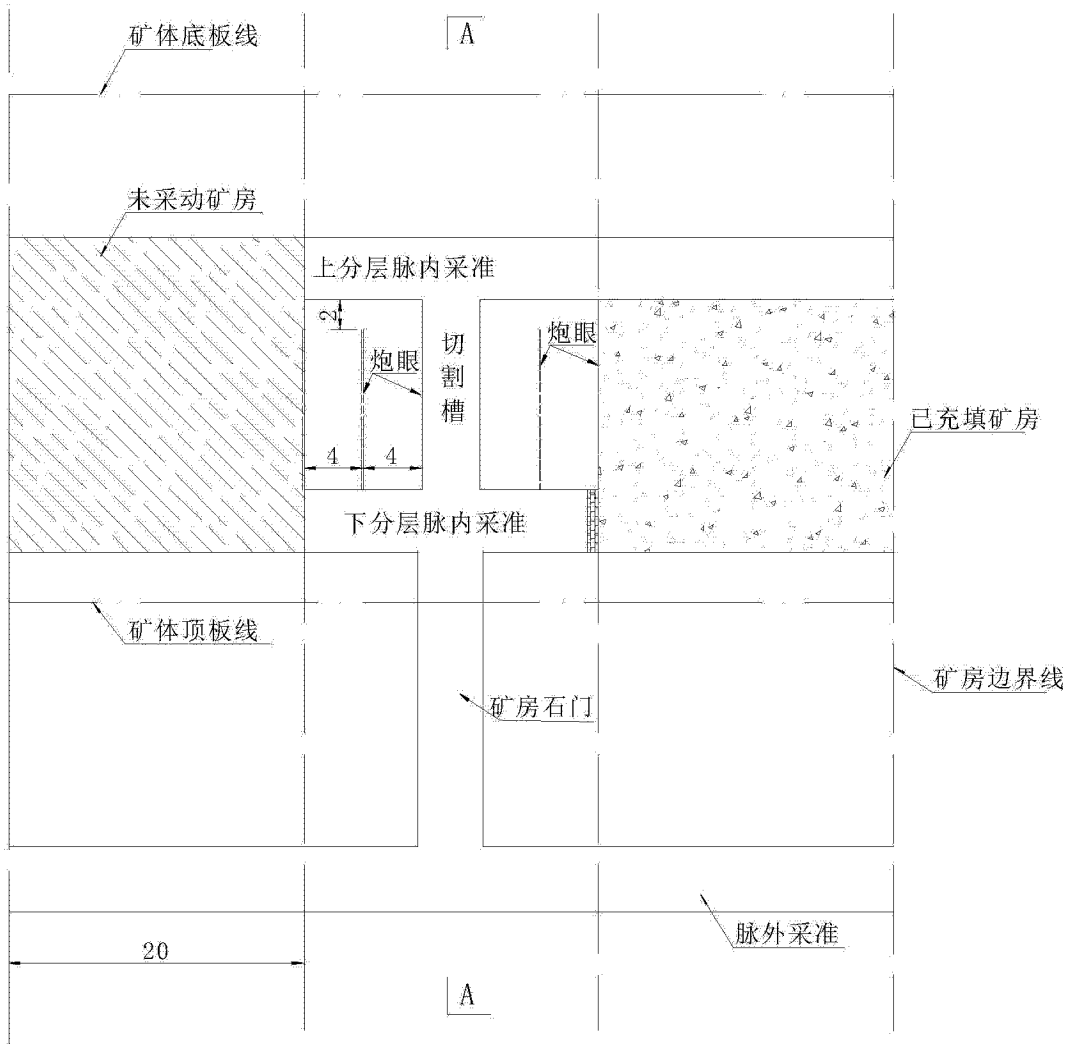 矿体底板线
A
未采动矿房
上分层脉内采准
2
炮眼
切割槽
炮眼
已充填矿房
4
4
下分层脉内采准
矿体顶板线
矿房边界线
矿房石门
脉外采准
20
A